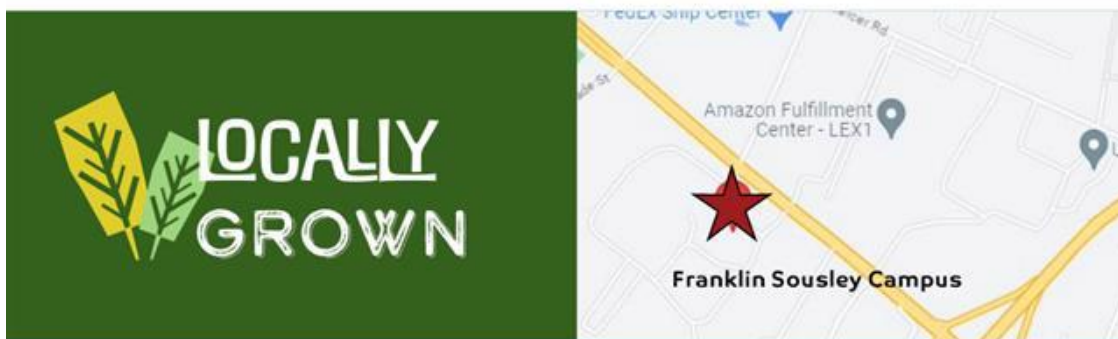 LOCALLY
GROWN
FedEx Ship Center
Amazon Fulfillment
Center - LEX1
Franklin Sousley Campus